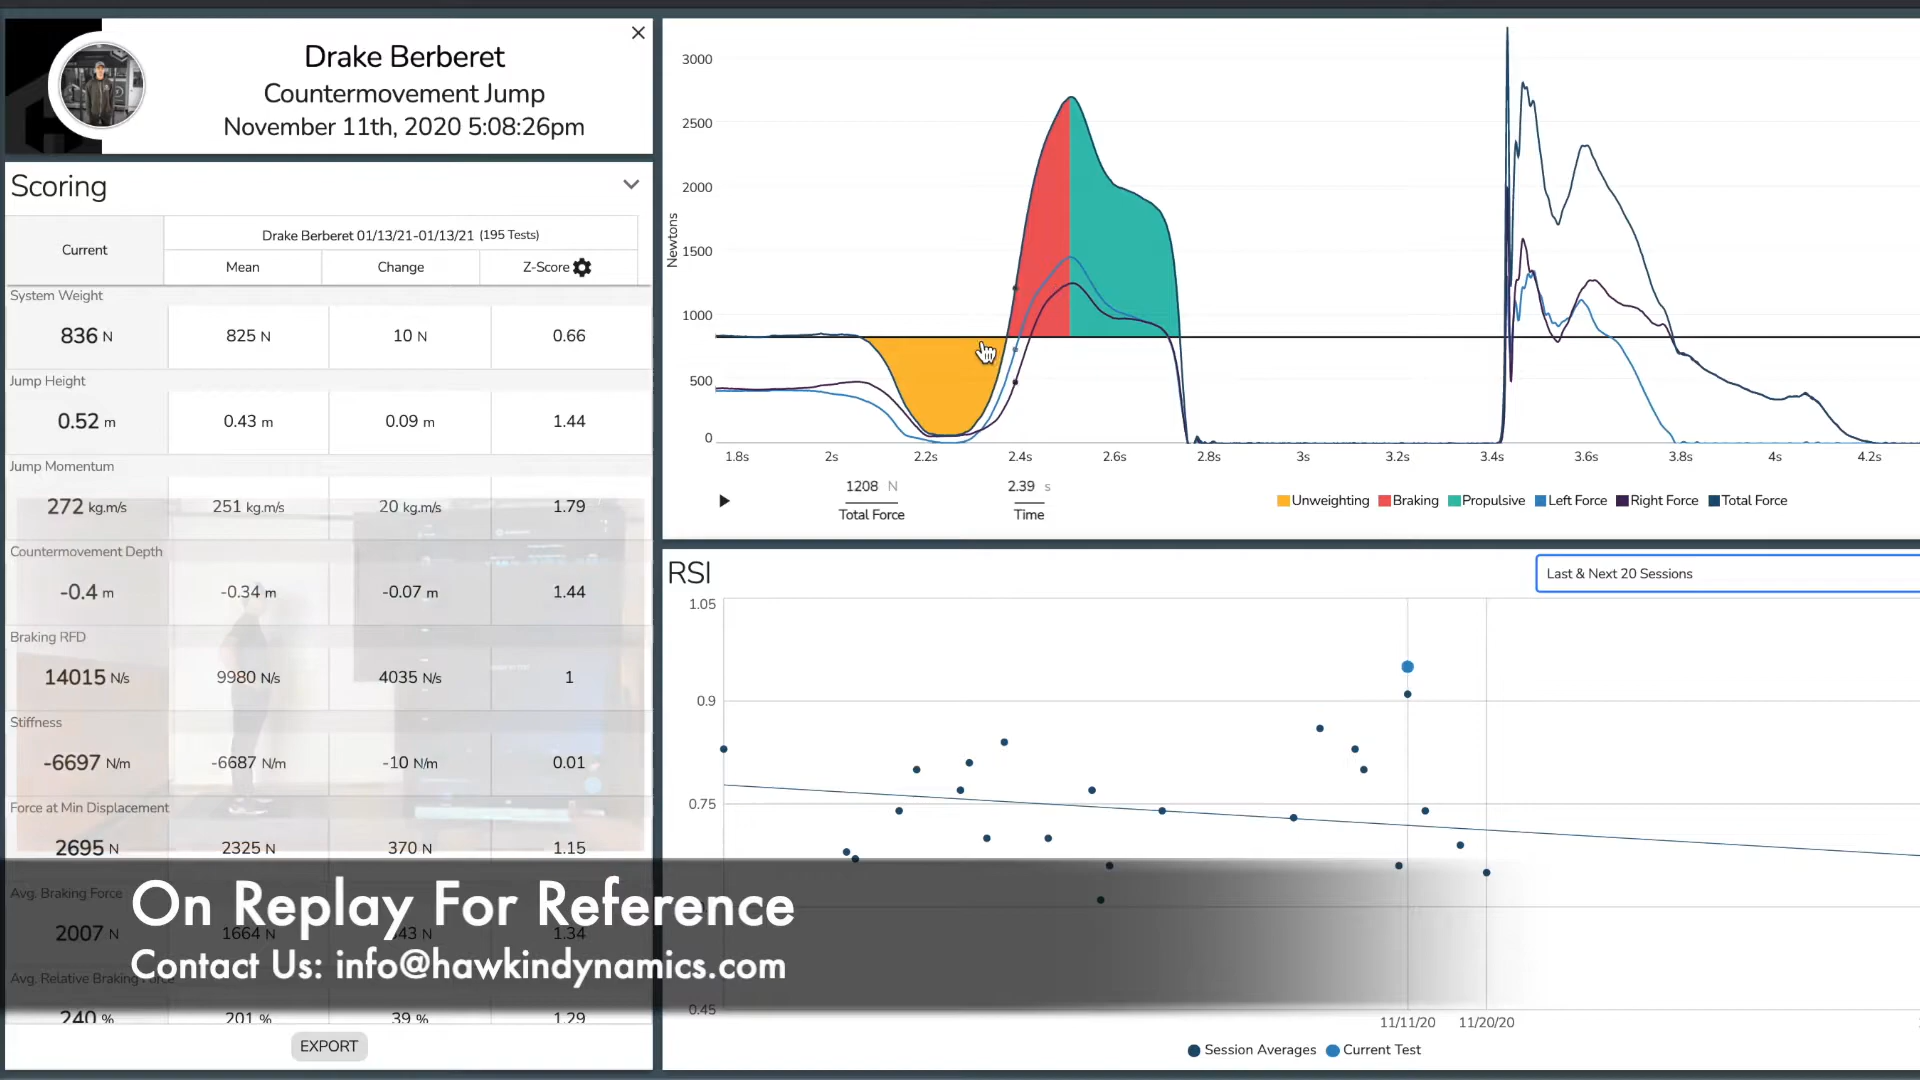 Drake Berberet
Countermovement Jump
November 11th, 2020 5:08:26pm
Scoring
Current
Drake Berberet 01/13/21-01/13/21 (195 Tests)
Mean Change Z-Score
System Weight
836 N 825 N 10 N 0.66
Jump Height
0.52 m 0.43 m 0.09 m 1.44
Jump Momentum
272 kg.m/s 251 kg.m/s 20 kg.m/s 1.79
Countermovement Depth
-0.4 m -0.34 m -0.07 m 1.44
Braking RFD
14015 N/s 9980 N/s 4035 N/s 1
Stiffness
-6697 N/m -6687 N/m -10 N/m 0.01
Force at Min Displacement
2695 N 2325 N 370 N 1.15
Avg. Braking Force
2007 N 1664 N 343 N 1.34
Avg. Relative Braking Force
240 % 201 % 39 % 1.29
EXPORT
On Replay For Reference
Contact Us: info@hawkindynamics.com
Newtons
3000
2500
2000
1500
1000
500
0
1.8s 2s 2.2s 2.4s 2.6s 2.8s 3s 3.2s 3.4s 3.6s 3.8s 4s 4.2s
1208 N 2.39 s
Total Force Time
Unweighting Braking Propulsive Left Force Right Force Total Force
RSI
Last & Next 20 Sessions
1.05
0.9
0.75
0.45
11/11/20 11/20/20
Session Averages Current Test